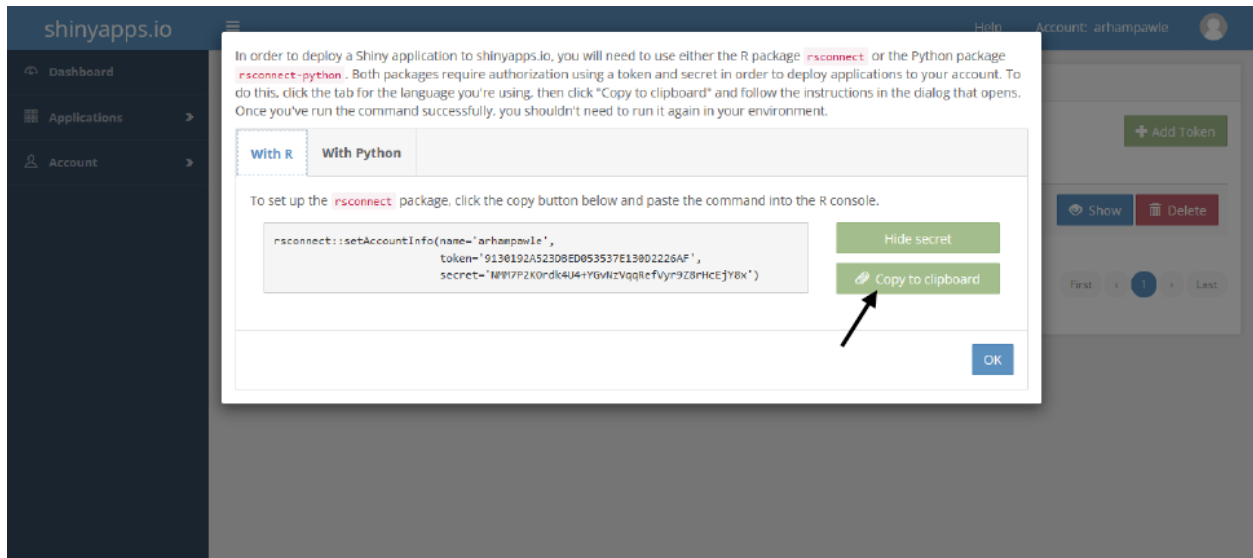 shinyapps.io
Help
Account: arhampawle
Dashboard
Applications
Account
In order to deploy a Shiny application to shinyapps.io, you will need to use either the R package rsconnect or the Python package
rsconnect-python. Both packages require authorization using a token and secret in order to deploy applications to your account. To
do this, click the tab for the language you're using, then click "Copy to clipboard" and follow the instructions in the dialog that opens.
Once you've run the command successfully, you shouldn't need to run it again in your environment.
With R
With Python
To set up the rsconnect package, click the copy button below and paste the command into the R console.
rsconnect::setAccountInfo(name='arhampawle',
token=
secret=
Hide secret
Copy to clipboard
OK
Add Token
Show
Delete
First ‹ 1 › Last